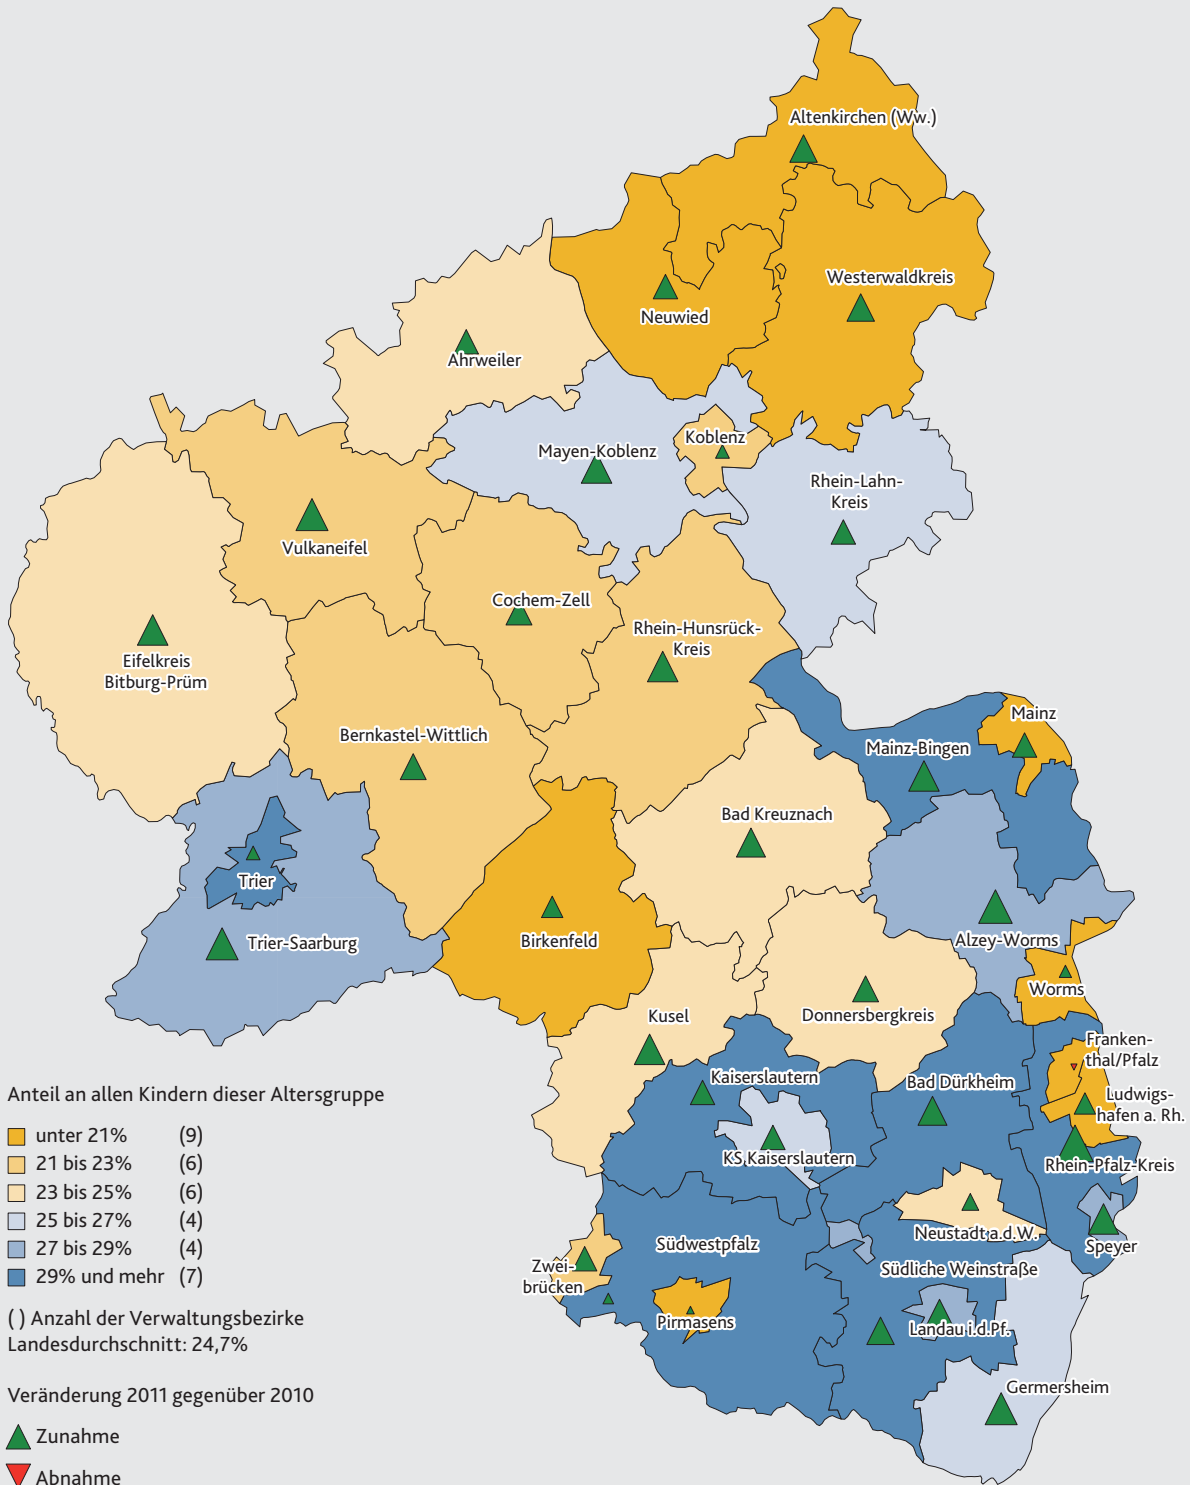 Altenkirchen (Ww.)
Westerwaldkreis
Neuwied
Ahrweiler
Koblenz
Mayen-Koblenz
Rhein-Lahn-
Kreis
Vulkaneifel
Cochem-Zell
Rhein-Hunsrück-
Kreis
Eifelkreis
Bitburg-Prüm
Bernkastel-Wittlich
Mainz
Mainz-Bingen
Bad Kreuznach
Trier
Trier-Saarburg
Birkenfeld
Alzey-Worms
Worms
Kusel
Donnersbergkreis
Franken-
thal/Pfalz
Kaiserslautern
Bad Dürkheim
Ludwigs-
hafen a. Rh.
KS Kaiserslautern
Rhein-Pfalz-Kreis
Neustadt a.d.W.
Speyer
Südwestpfalz
Zwei-
brücken
Südliche Weinstraße
Pirmasens
Landau i.d.Pf.
Germersheim
Anteil an allen Kindern dieser Altersgruppe
unter 21% (9)
21 bis 23% (6)
23 bis 25% (6)
25 bis 27% (4)
27 bis 29% (4)
29% und mehr (7)
( ) Anzahl der Verwaltungsbezirke
Landesdurchschnitt: 24,7%
Veränderung 2011 gegenüber 2010
Zunahme
Abnahme